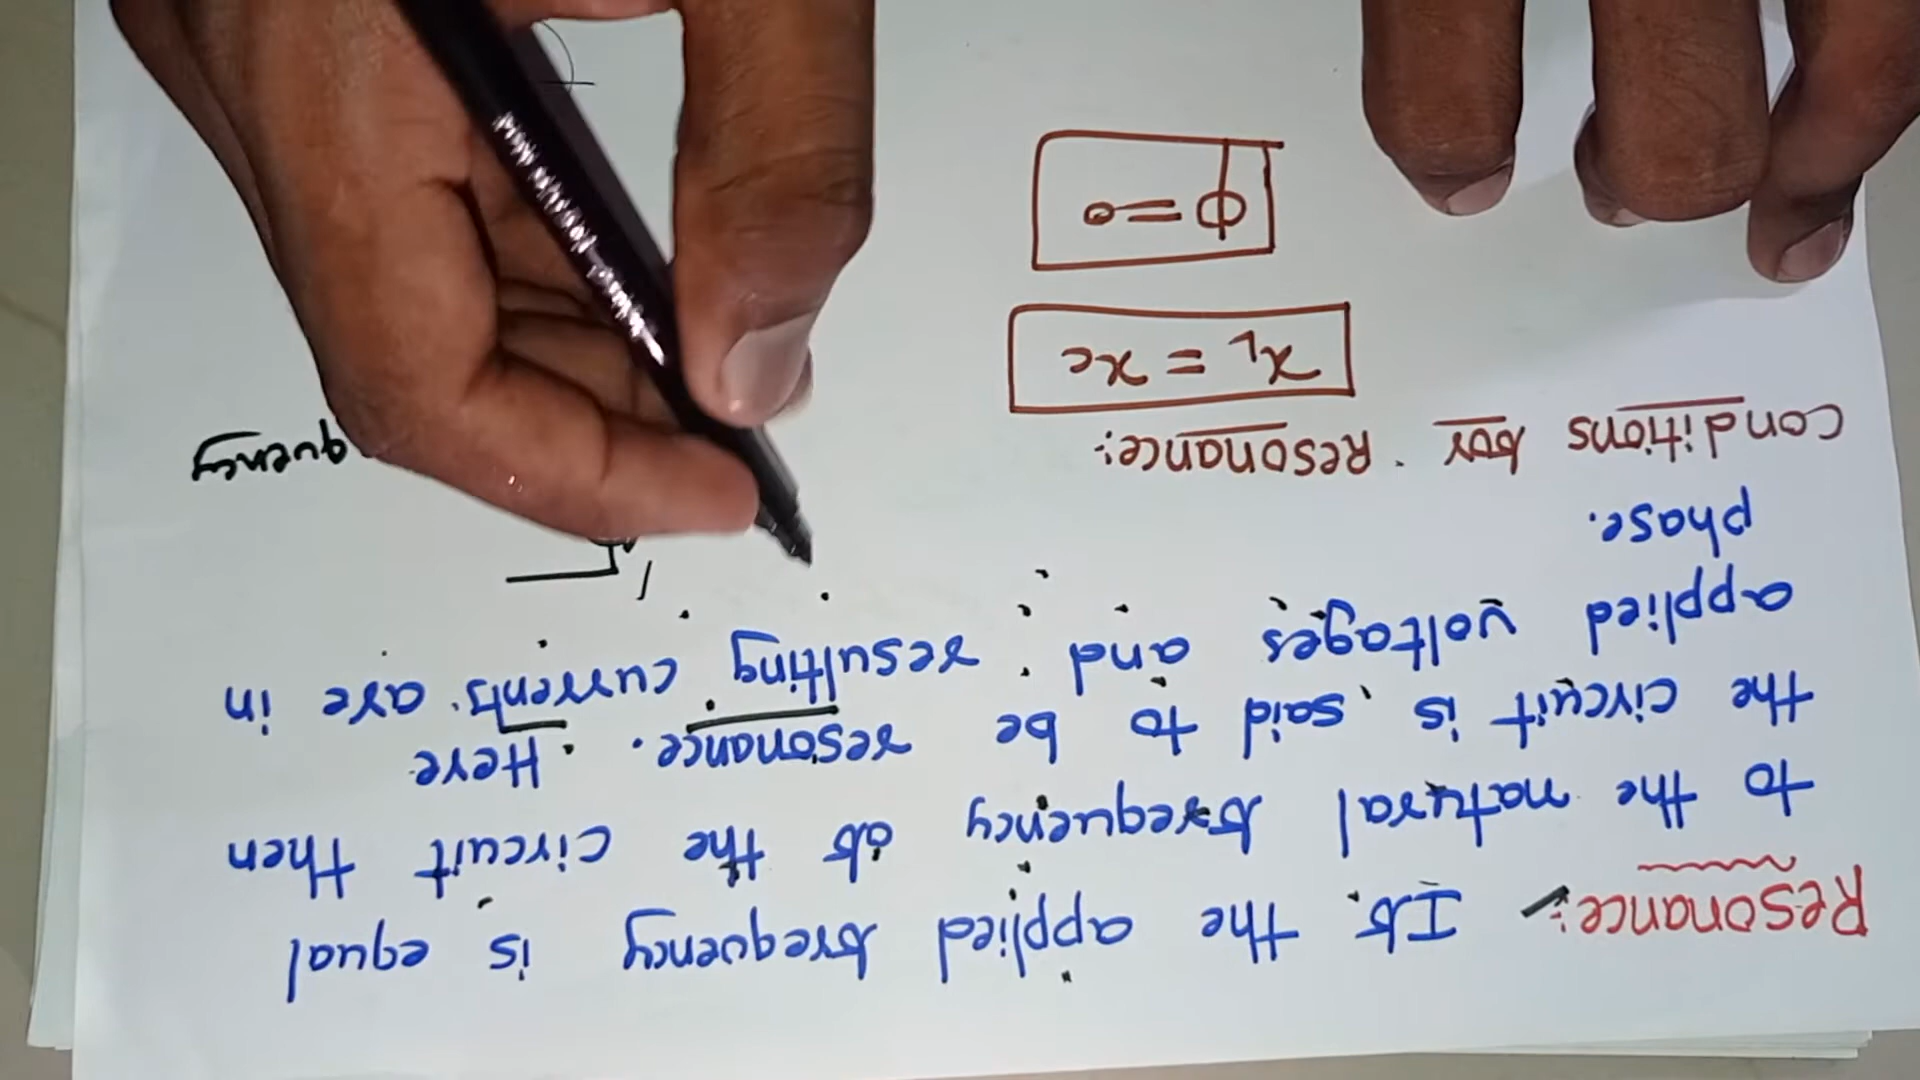 Resonance:- If the applied frequency is equal
to the natural frequency of the circuit then
the circuit is said to be resonance. Here
applied voltages and resulting currents are in
phase.
Conditions for Resonance:
XL = XC
ϕ = 0
quency